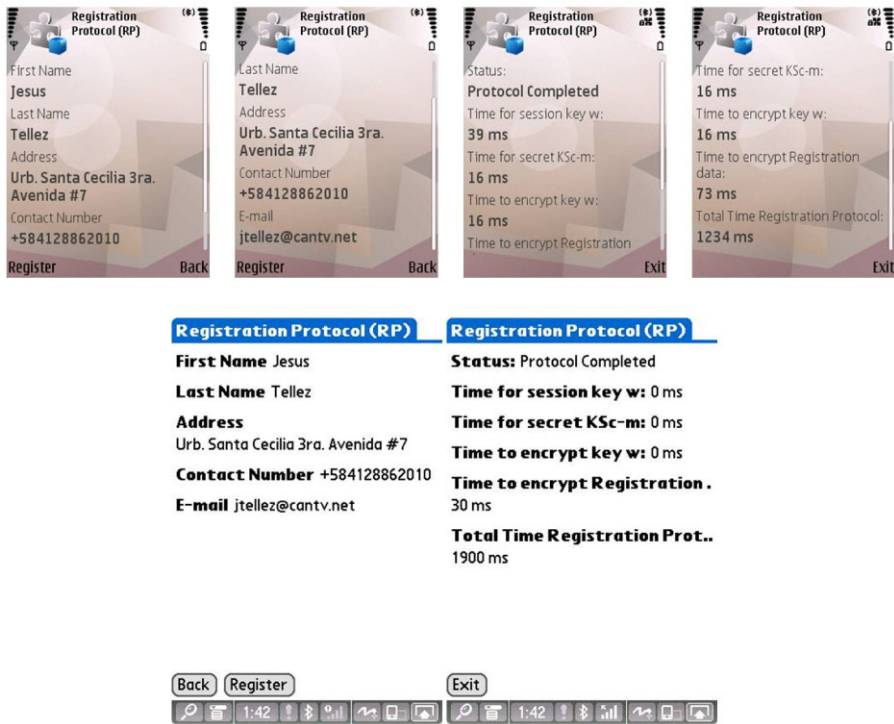 Registration
Protocol (RP)
First Name
Jesus
Last Name
Tellez
Address
Urb. Santa Cecilia 3ra.
Avenida #7
Contact Number
+584128862010
Register Back
Registration
Protocol (RP)
Last Name
Tellez
Address
Urb. Santa Cecilia 3ra.
Avenida #7
Contact Number
+584128862010
E-mail
jtellez@cantv.net
Register Back
Registration
Protocol (RP)
Status:
Protocol Completed
Time for session key w:
39 ms
Time for secret KSc-m:
16 ms
Time to encrypt key w:
16 ms
Time to encrypt Registration
Exit
Registration
Protocol (RP)
Time for secret KSc-m:
16 ms
Time to encrypt key w:
16 ms
Time to encrypt Registration
data:
73 ms
Total Time Registration Protocol:
1234 ms
Exit
Registration Protocol (RP)
First Name Jesus
Last Name Tellez
Address
Urb. Santa Cecilia 3ra. Avenida #7
Contact Number +584128862010
E-mail jtellez@cantv.net
Back Register
1:42
Registration Protocol (RP)
Status: Protocol Completed
Time for session key w: 0 ms
Time for secret KSc-m: 0 ms
Time to encrypt key w: 0 ms
Time to encrypt Registration .
30 ms
Total Time Registration Prot..
1900 ms
Exit
1:42